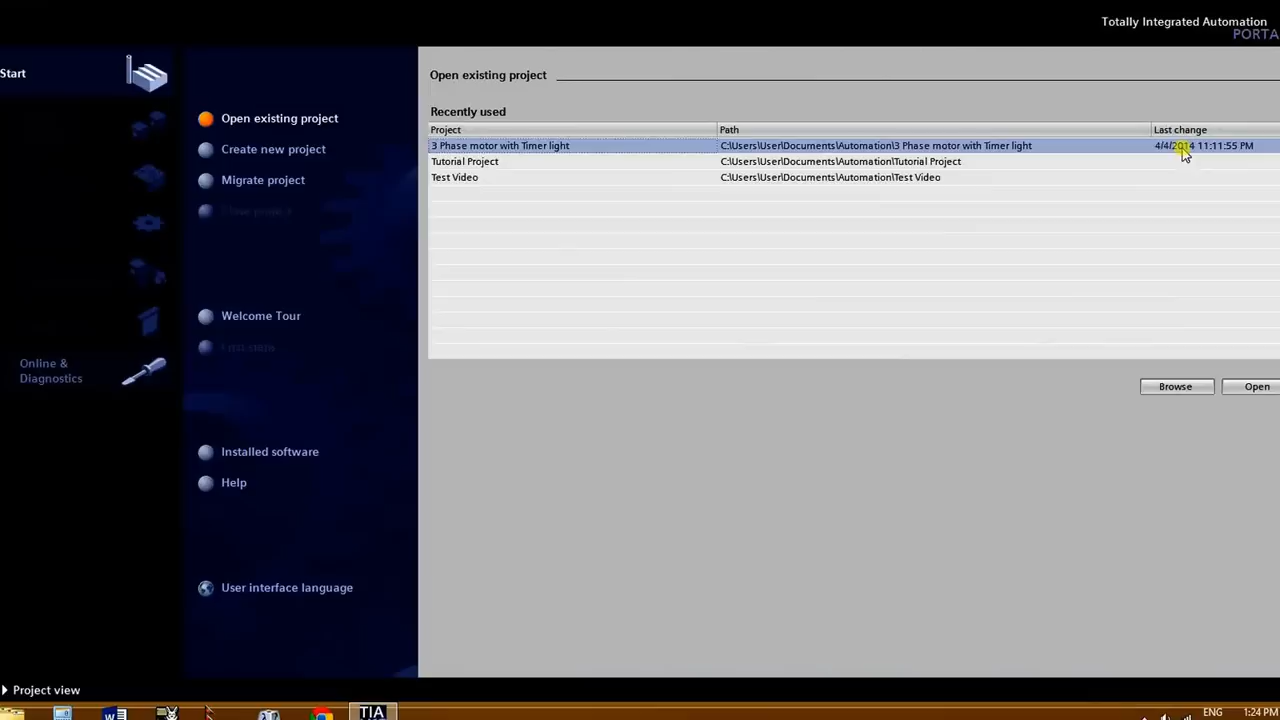 Totally Integrated Automation
PORTA
Start
Online &
Diagnostics
Open existing project
Create new project
Migrate project
Welcome Tour
Installed software
Help
User interface language
Open existing project
Recently used
Project Path Last change
3 Phase motor with Timer light C:\Users\User\Documents\Automation\3 Phase motor with Timer light 4/4/2014 11:11:55 PM
Tutorial Project C:\Users\User\Documents\Automation\Tutorial Project
Test Video C:\Users\User\Documents\Automation\Test Video
Browse Open
Project view
TIA
ENG 1:24 PM